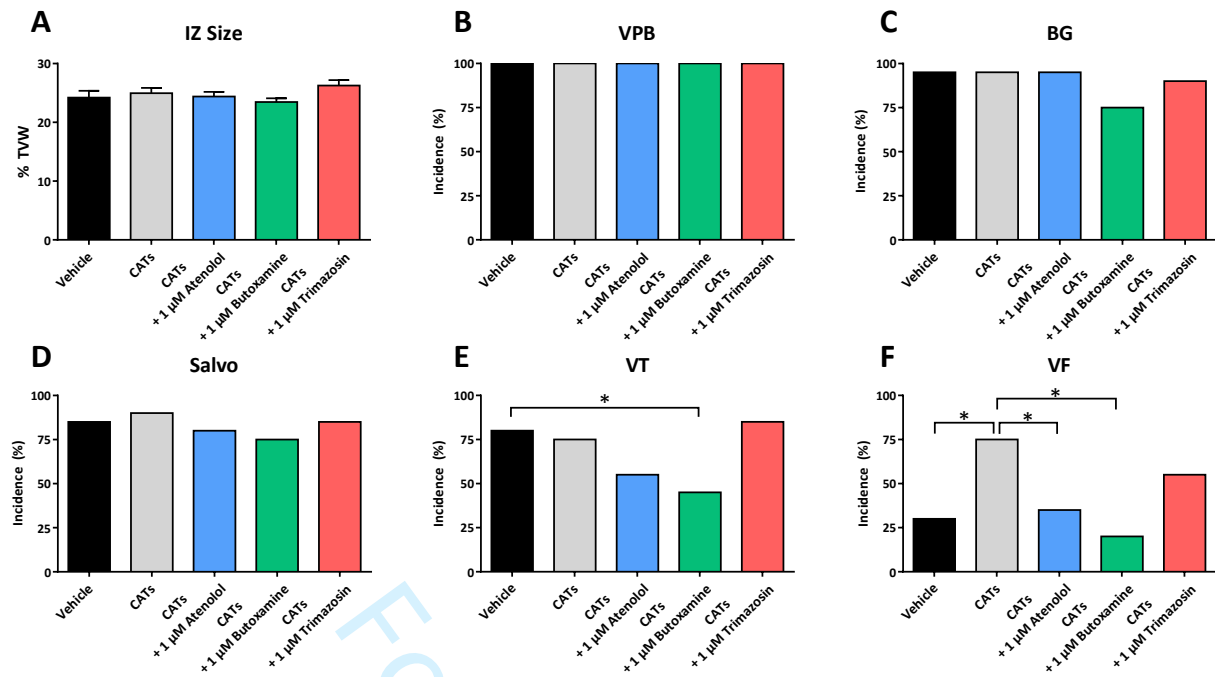 A
IZ Size
% TVW
30
20
10
0
Vehicle
CATs
CATs
+ 1 µM Atenolol
CATs
+ 1 µM Butoxamine
CATs
+ 1 µM Trimazosin
B
VPB
Incidence (%)
100
75
50
25
0
Vehicle
CATs
CATs
+ 1 µM Atenolol
CATs
+ 1 µM Butoxamine
CATs
+ 1 µM Trimazosin
C
BG
Incidence (%)
100
75
50
25
0
Vehicle
CATs
CATs
+ 1 µM Atenolol
CATs
+ 1 µM Butoxamine
CATs
+ 1 µM Trimazosin
D
Salvo
Incidence (%)
100
75
50
25
0
Vehicle
CATs
CATs
+ 1 µM Atenolol
CATs
+ 1 µM Butoxamine
CATs
+ 1 µM Trimazosin
E
VT
Incidence (%)
100
75
50
25
0
*
Vehicle
CATs
CATs
+ 1 µM Atenolol
CATs
+ 1 µM Butoxamine
CATs
+ 1 µM Trimazosin
F
VF
Incidence (%)
100
75
50
25
0
*
*
*
Vehicle
CATs
CATs
+ 1 µM Atenolol
CATs
+ 1 µM Butoxamine
CATs
+ 1 µM Trimazosin